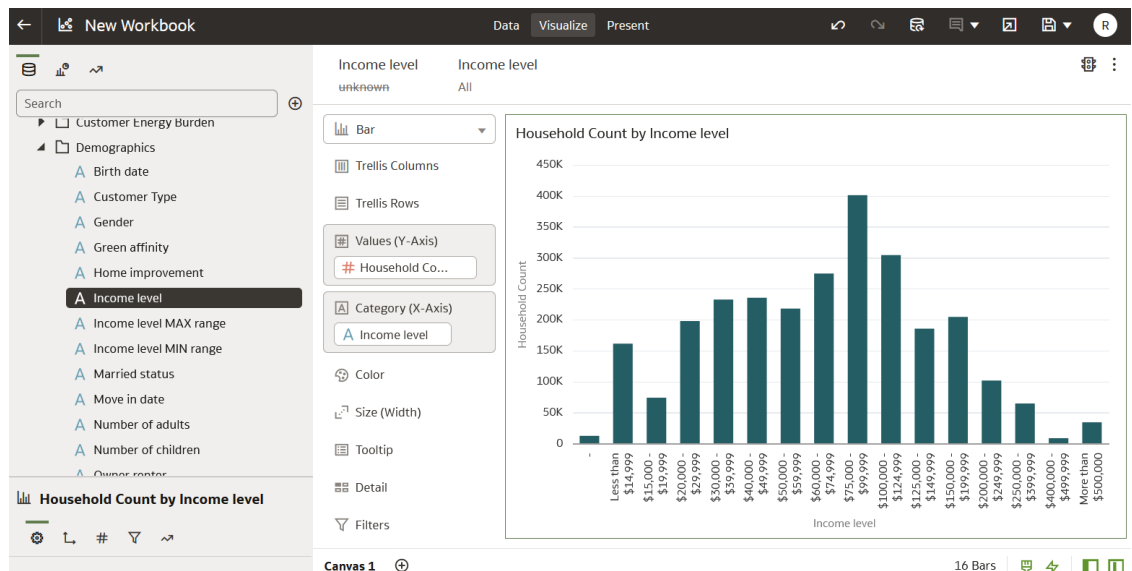 New Workbook
Data Visualize Present
R
Search
Customer Energy Burden
Demographics
A Birth date
A Customer Type
A Gender
A Green affinity
A Home improvement
A Income level
A Income level MAX range
A Income level MIN range
A Married status
A Move in date
A Number of adults
A Number of children
A Owner renter
Household Count by Income level
#
Income level
unknown
Income level
All
Bar
Trellis Columns
Trellis Rows
# Values (Y-Axis)
# Household Co...
A Category (X-Axis)
A Income level
Color
Size (Width)
Tooltip
Detail
Filters
Household Count by Income level
450K
400K
350K
300K
250K
200K
150K
100K
50K
0
Household Count
-
Less than
$14,999
$15,000 -
$19,999
$20,000 -
$29,999
$30,000 -
$39,999
$40,000 -
$49,999
$50,000 -
$59,999
$60,000 -
$74,999
$75,000 -
$99,999
$100,000 -
$124,999
$125,000 -
$149,999
$150,000 -
$199,999
$200,000 -
$249,999
$250,000 -
$399,999
$400,000 -
$499,999
More than
$500,000
Income level
Canvas 1
16 Bars